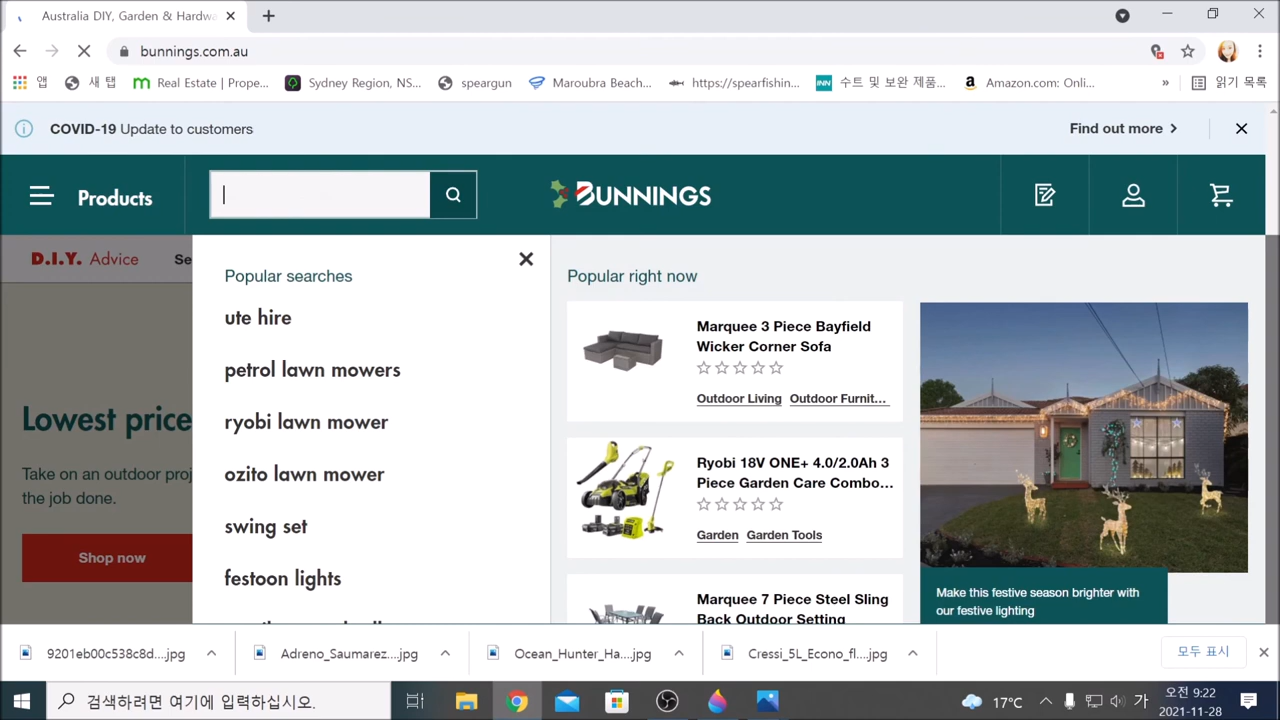 Australia DIY, Garden & Hardwa
bunnings.com.au
앱
새 탭
Real Estate | Prope...
Sydney Region, NS...
speargun
Maroubra Beach...
https://spearfishin...
수트 및 보완 제품...
Amazon.com: Onli...
»
읽기 목록
COVID-19 Update to customers
Find out more
Products
BUNNINGS
D.I.Y. Advice
Se
Popular searches
Popular right now
ute hire
petrol lawn mowers
ryobi lawn mower
ozito lawn mower
swing set
festoon lights
Marquee 3 Piece Bayfield
Wicker Corner Sofa
Outdoor Living
Outdoor Furnit...
Ryobi 18V ONE+ 4.0/2.0Ah 3
Piece Garden Care Combo...
Garden
Garden Tools
Marquee 7 Piece Steel Sling
Back Outdoor Setting
Lowest price
Take on an outdoor proj
the job done.
Shop now
Make this festive season brighter with
our festive lighting
9201eb00c538c8d....jpg
Adreno_Saumarez....jpg
Ocean_Hunter_Ha....jpg
Cressi_5L_Econo_fl....jpg
모두 표시
검색하려면 여기에 입력하십시오.
17°C
가
오전 9:22
2021-11-28